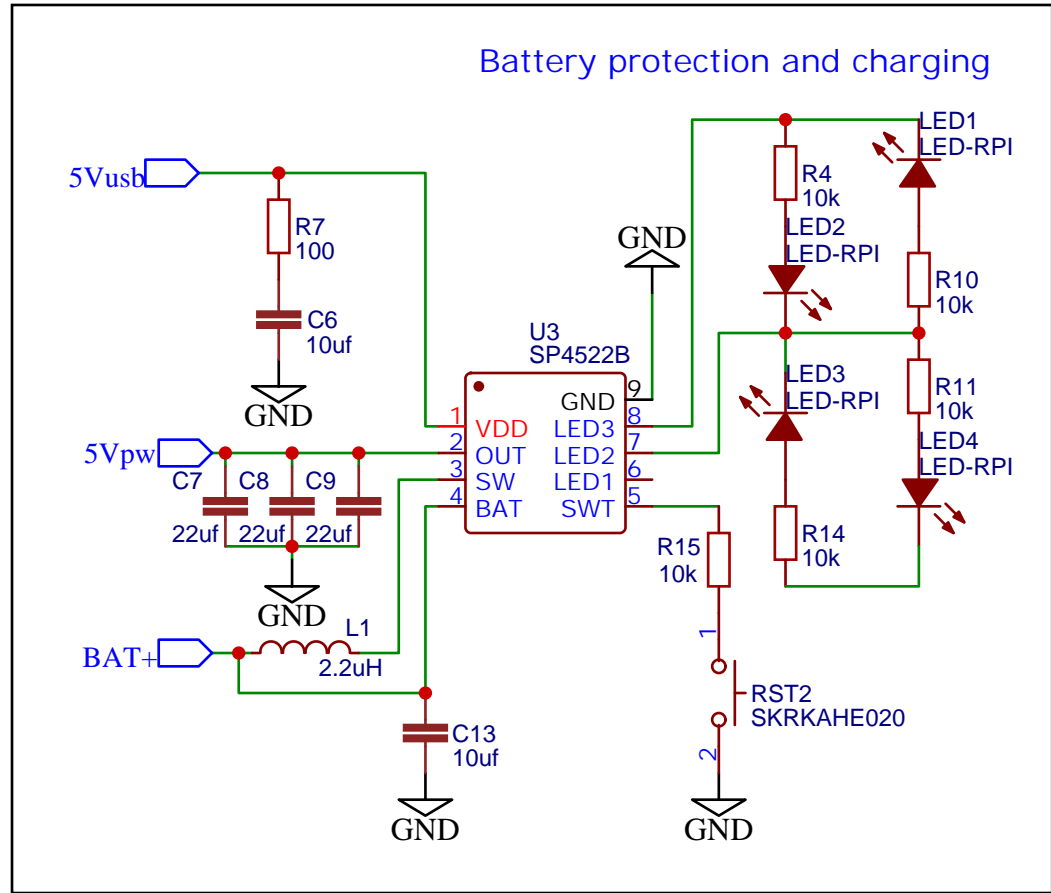 Battery protection and charging
5Vusb
R7
100
C6
10uf
GND
5Vpw
C7
C8
C9
22uf
22uf
22uf
GND
BAT+
L1
2.2uH
C13
10uf
GND
U3
SP4522B
1
VDD
2
OUT
3
SW
4
BAT
GND
9
LED3
8
LED2
7
LED1
6
SWT
5
GND
R4
10k
LED2
LED-RPI
LED1
LED-RPI
R10
10k
LED3
LED-RPI
R11
10k
LED4
LED-RPI
R14
10k
R15
10k
1
RST2
SKRKAHE020
2
GND